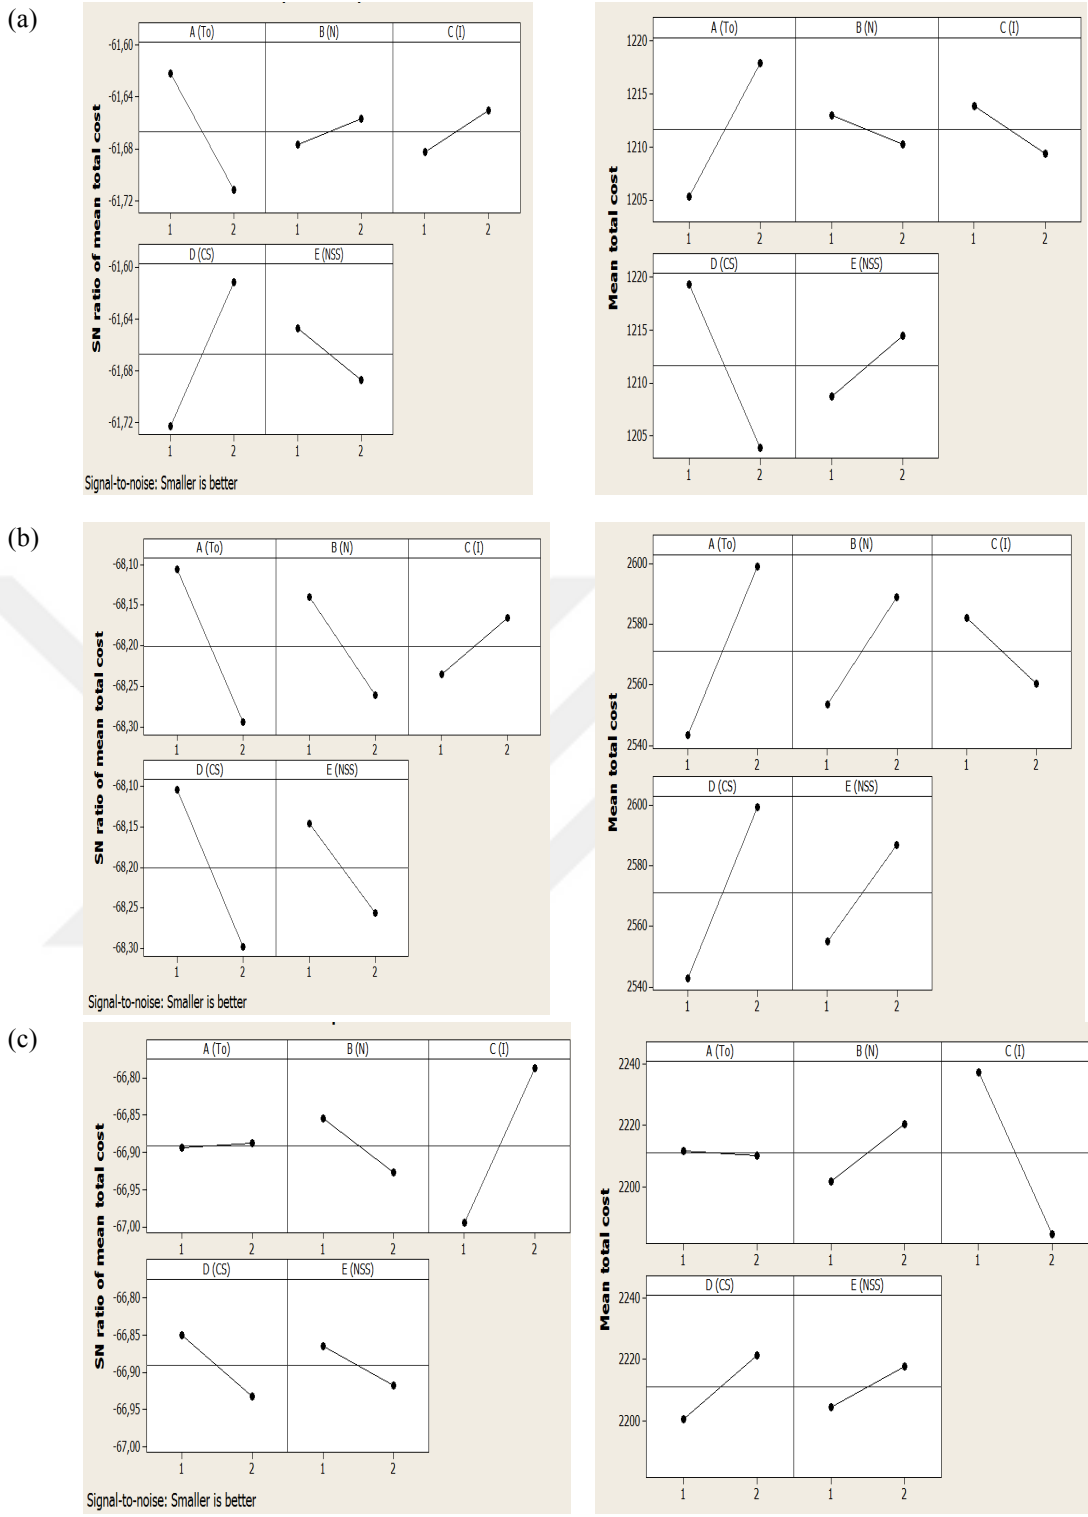 (a)
A (To) B (N) C (I)
-61,60
-61,64
-61,68
-61,72
1 2 1 2 1 2
D (CS) E (NSS)
-61,60
-61,64
-61,68
-61,72
1 2 1 2
SN ratio of mean total cost
Signal-to-noise: Smaller is better
A (To) B (N) C (I)
1220
1215
1210
1205
1 2 1 2 1 2
D (CS) E (NSS)
1220
1215
1210
1205
1 2 1 2
Mean total cost
(b)
A (To) B (N) C (I)
-68,10
-68,15
-68,20
-68,25
-68,30
1 2 1 2 1 2
D (CS) E (NSS)
-68,10
-68,15
-68,20
-68,25
-68,30
1 2 1 2
SN ratio of mean total cost
Signal-to-noise: Smaller is better
A (To) B (N) C (I)
2600
2580
2560
2540
1 2 1 2 1 2
D (CS) E (NSS)
2600
2580
2560
2540
1 2 1 2
Mean total cost
(c)
A (To) B (N) C (I)
-66,80
-66,85
-66,90
-66,95
-67,00
1 2 1 2 1 2
D (CS) E (NSS)
-66,80
-66,85
-66,90
-66,95
-67,00
1 2 1 2
SN ratio of mean total cost
Signal-to-noise: Smaller is better
A (To) B (N) C (I)
2240
2220
2200
1 2 1 2 1 2
D (CS) E (NSS)
2240
2220
2200
1 2 1 2
Mean total cost